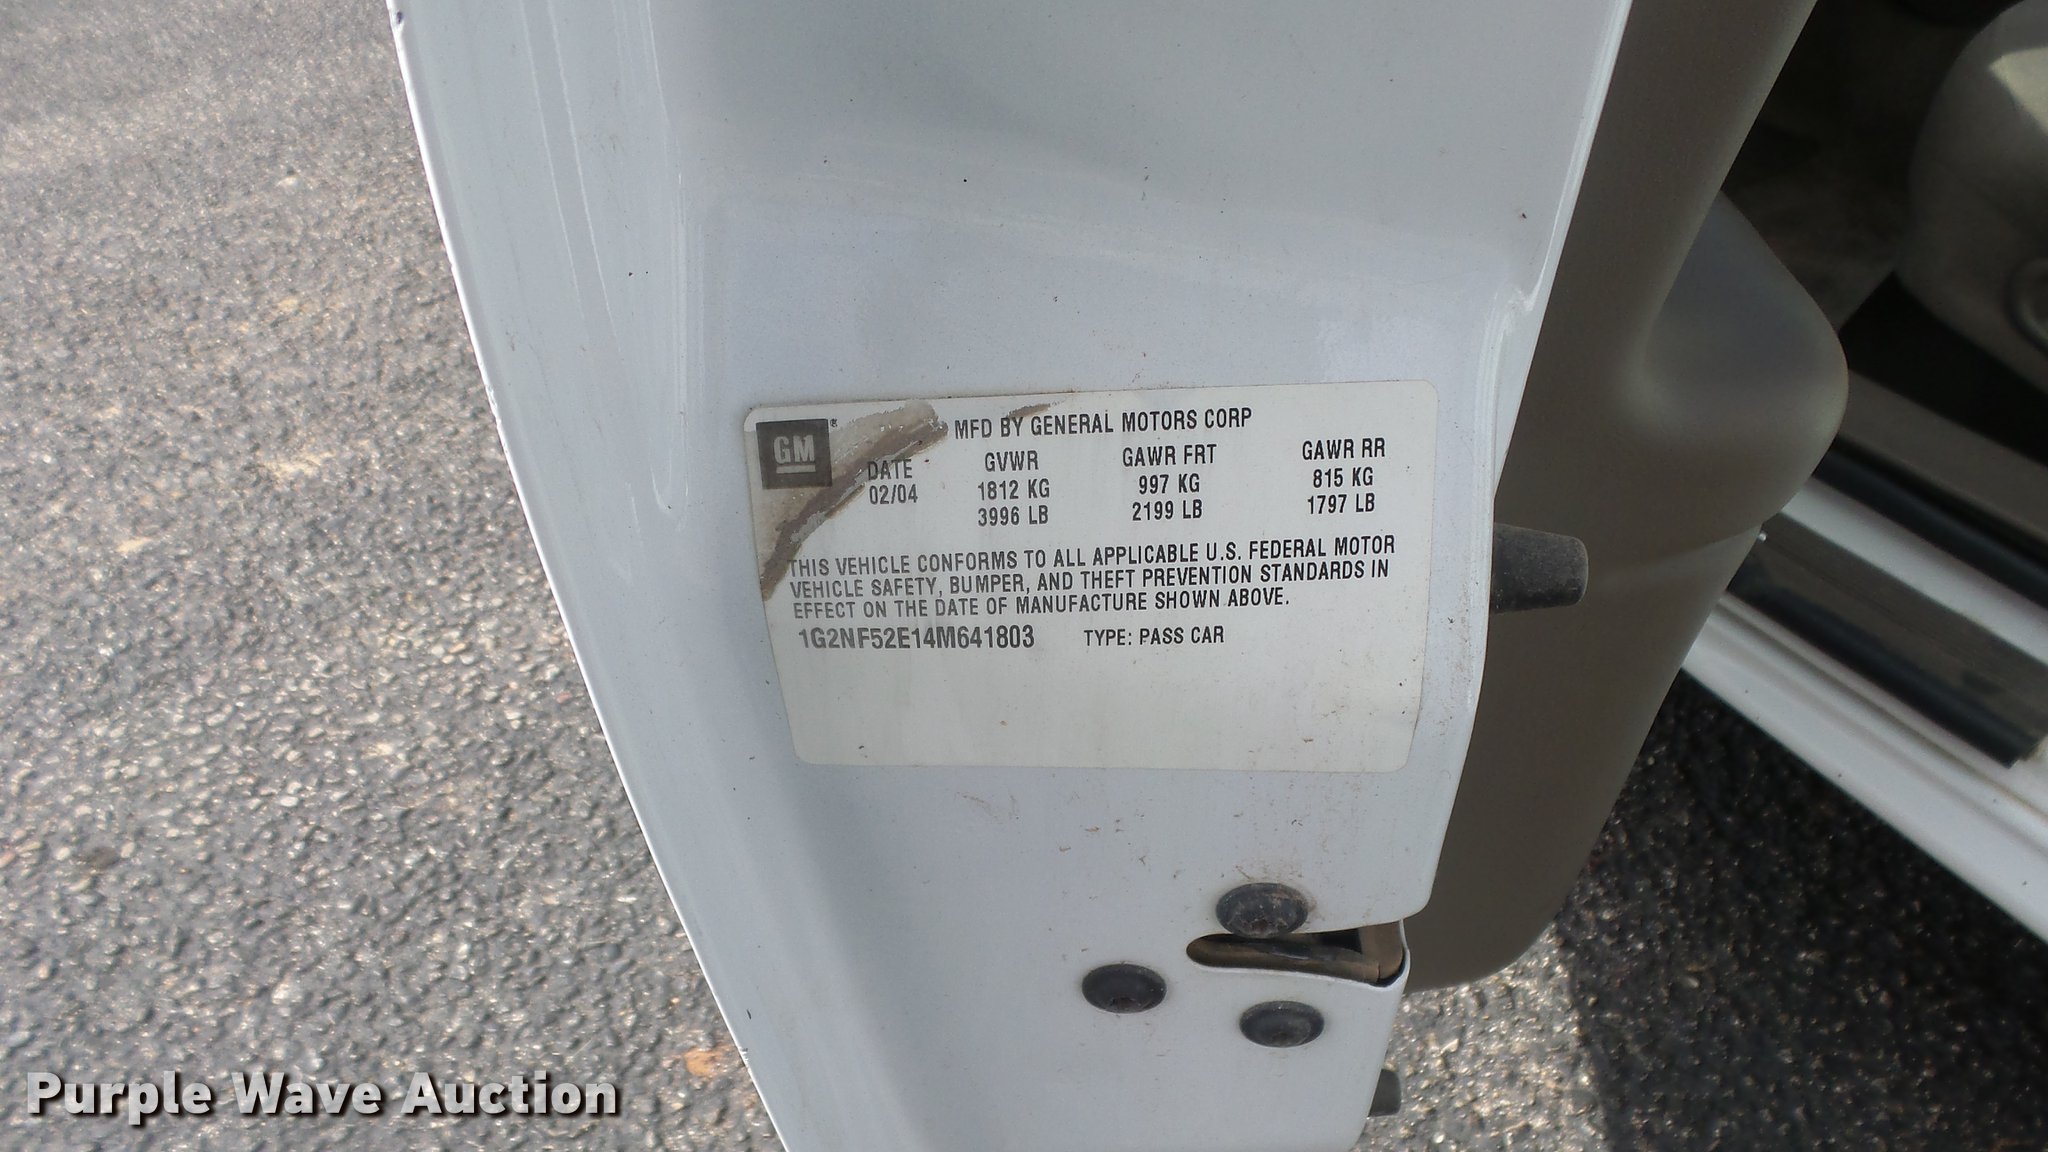 GM ® MFD BY GENERAL MOTORS CORP
DATE GVWR GAWR FRT GAWR RR
02/04 1812 KG 997 KG 815 KG
3996 LB 2199 LB 1797 LB
THIS VEHICLE CONFORMS TO ALL APPLICABLE U.S. FEDERAL MOTOR
VEHICLE SAFETY, BUMPER, AND THEFT PREVENTION STANDARDS IN
EFFECT ON THE DATE OF MANUFACTURE SHOWN ABOVE.
1G2NF52E14M641803 TYPE: PASS CAR
Purple Wave Auction